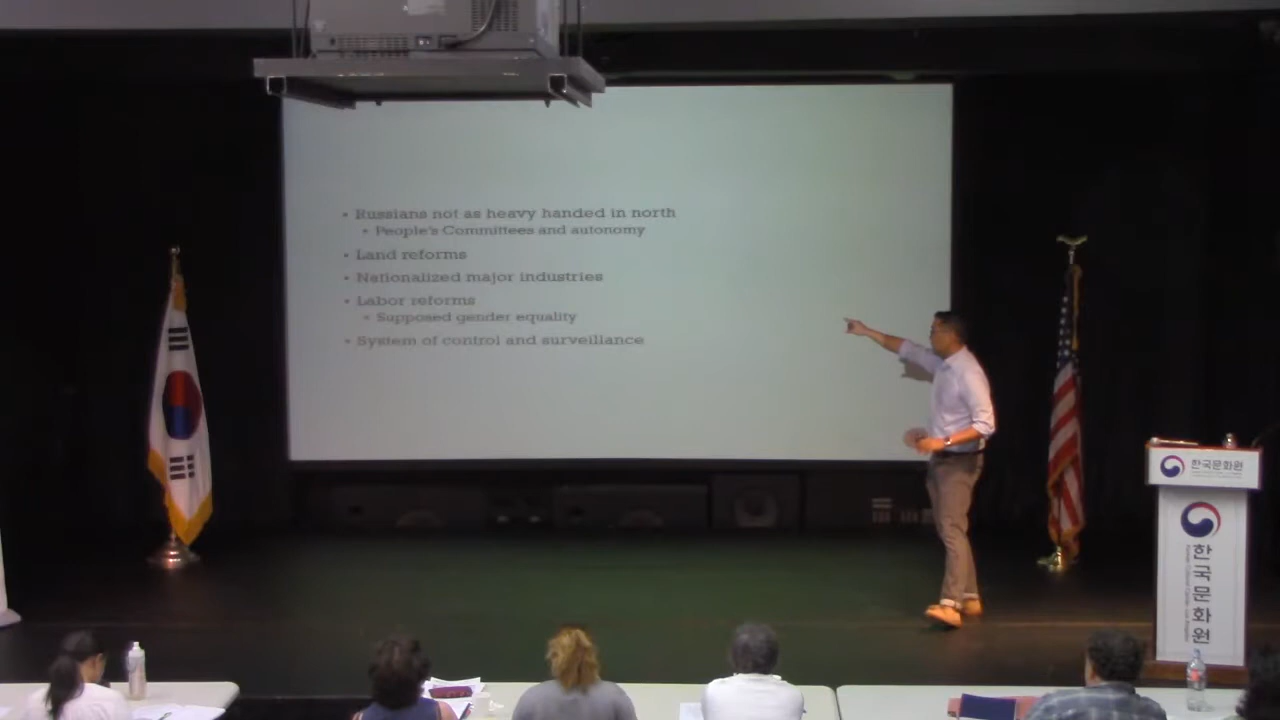 • Russians not as heavy handed in north
• People's Committees and autonomy
• Land reforms
• Nationalized major industries
• Labor reforms
• Supposed gender equality
• System of control and surveillance
한국문화원
한국문화원